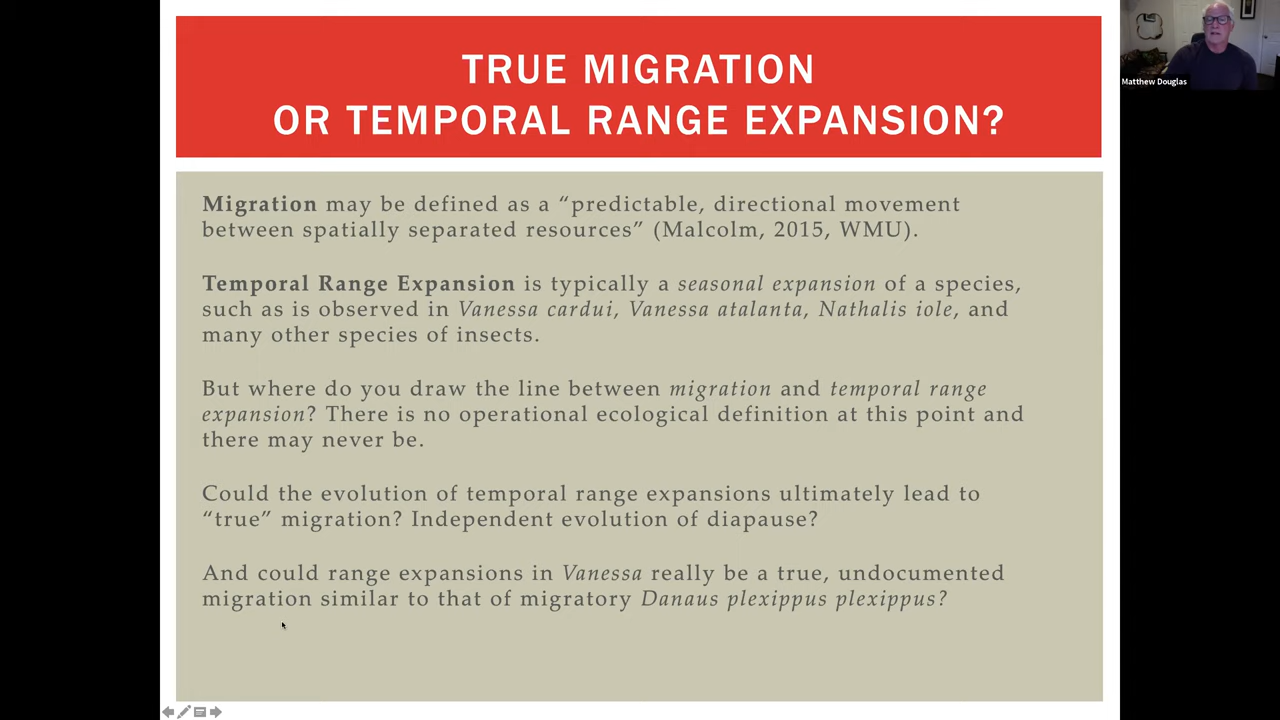 TRUE MIGRATION
OR TEMPORAL RANGE EXPANSION?
Matthew Douglas
Migration may be defined as a “predictable, directional movement
between spatially separated resources” (Malcolm, 2015, WMU).
Temporal Range Expansion is typically a seasonal expansion of a species,
such as is observed in Vanessa cardui, Vanessa atalanta, Nathalis iole, and
many other species of insects.
But where do you draw the line between migration and temporal range
expansion? There is no operational ecological definition at this point and
there may never be.
Could the evolution of temporal range expansions ultimately lead to
“true” migration? Independent evolution of diapause?
And could range expansions in Vanessa really be a true, undocumented
migration similar to that of migratory Danaus plexippus plexippus?